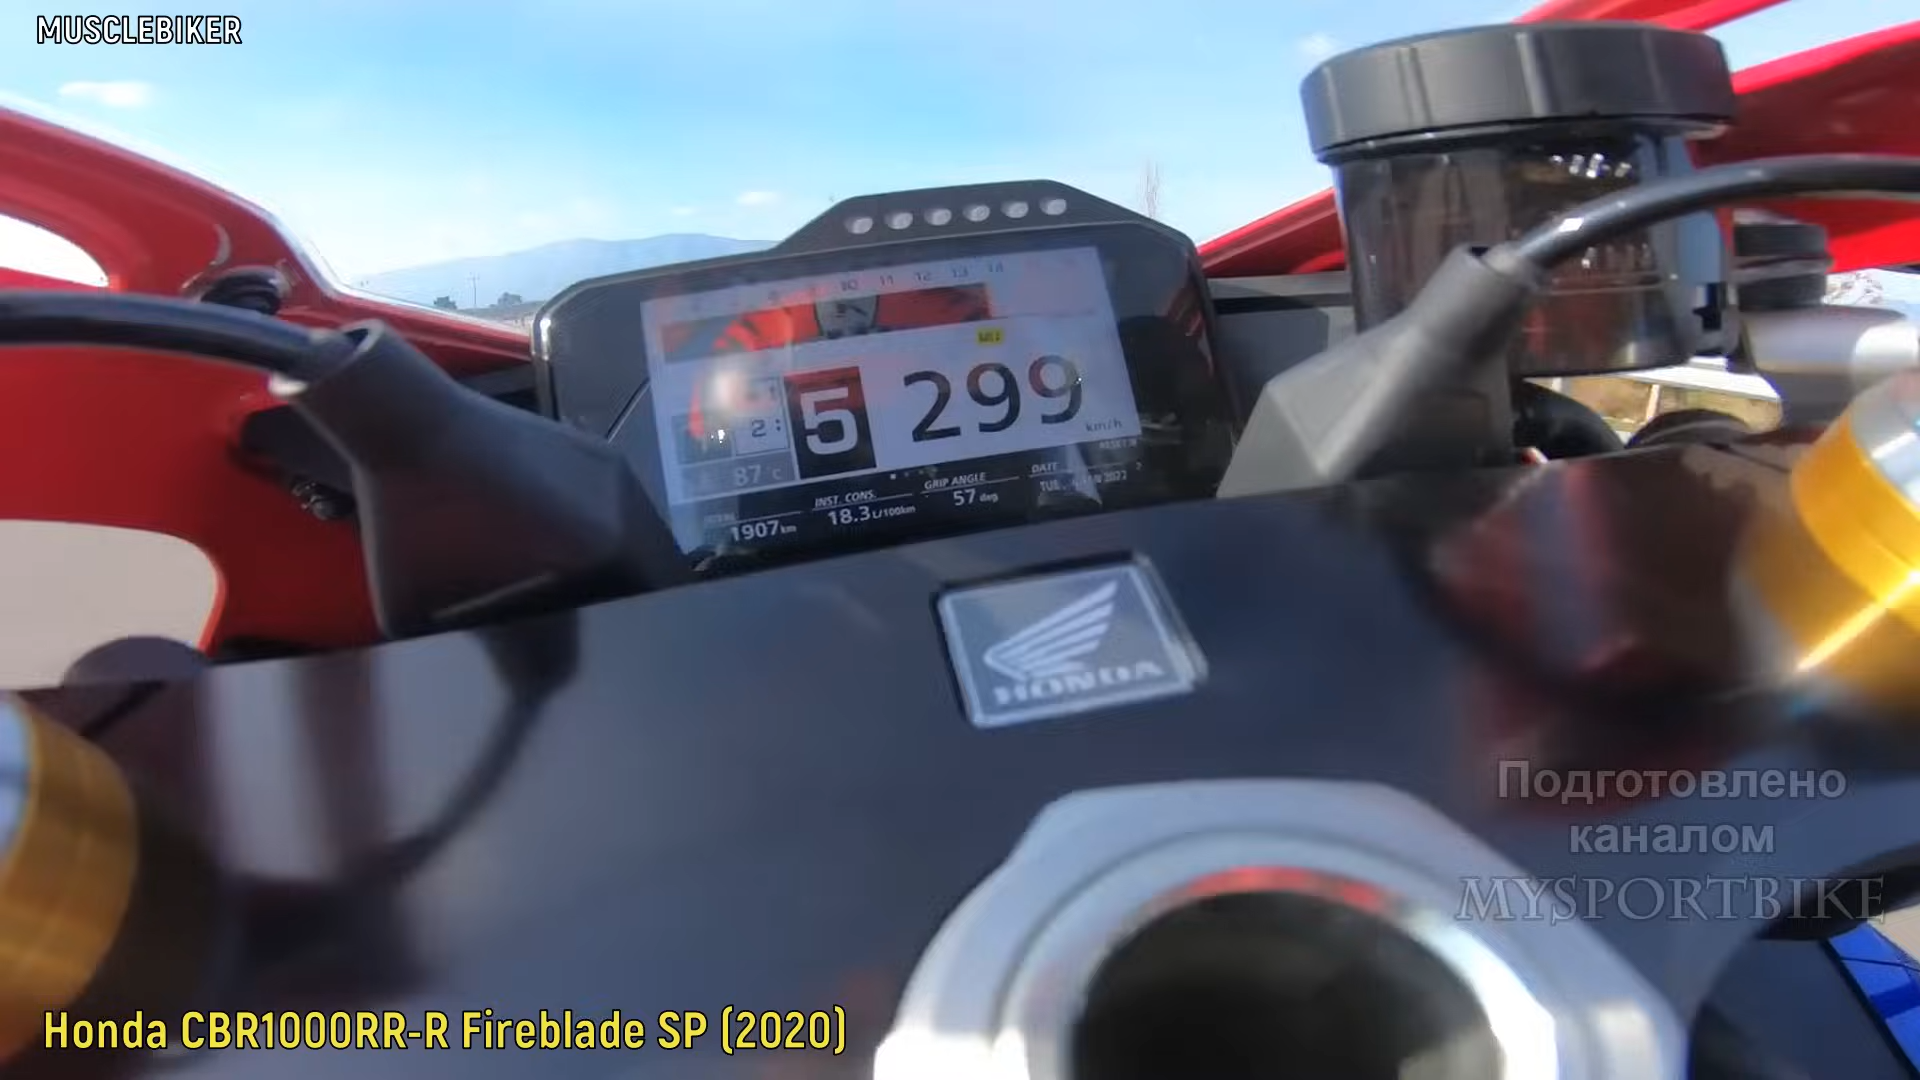 MUSCLEBIKER
10 11 12 13 14
5 299
km/h
2:
87 °C
INST. CONS.
GRIP ANGLE
DATE
1907 km
18.3 L/100km
57 deg
2022
HONDA
Подготовлено
каналом
MYSPORTBIKE
Honda CBR1000RR-R Fireblade SP (2020)